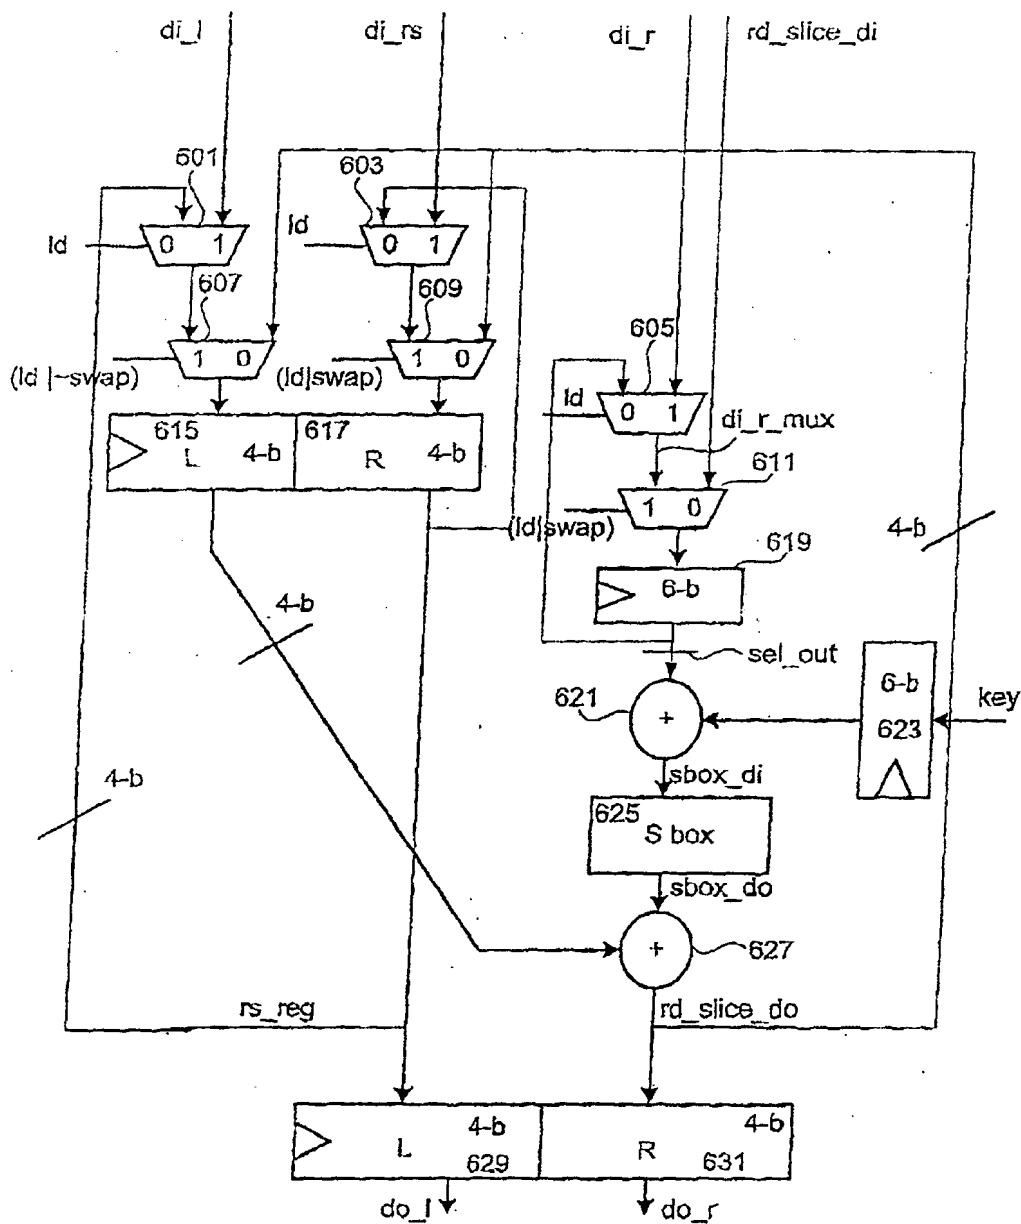 di_l di_rs di_r rd_slice_di
601 603
ld 0 1 ld 0 1
607 609
605
(ld |~swap) 1 0 (ld|swap) 1 0
ld 0 1
di_r_mux
615 L 4-b 617 R 4-b
611
1 0
(ld|swap)
4-b
619
6-b
4-b
sel_out
6-b
623
key
621 +
4-b
sbox_di
625 S box
sbox_do
+ 627
rs_reg rd_slice_do
L 4-b 629 R 4-b 631
do_l do_r